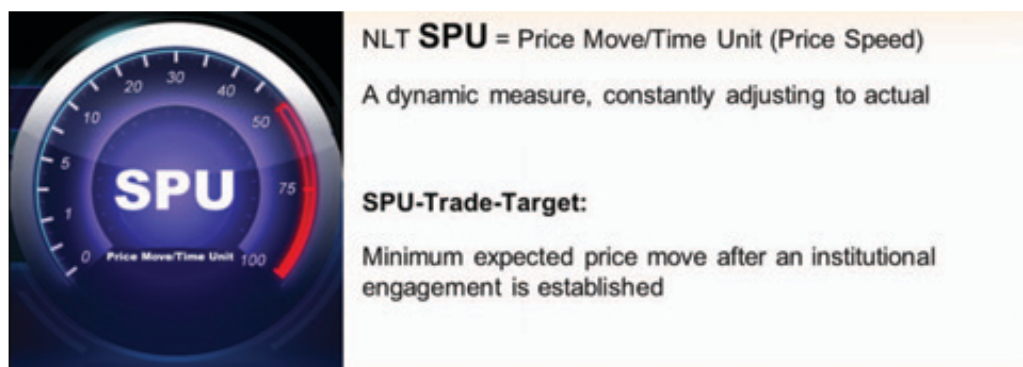 0
1
5
10
20
30
40
50
75
100
SPU
Price Move/Time Unit
NLT SPU = Price Move/Time Unit (Price Speed)
A dynamic measure, constantly adjusting to actual
SPU-Trade-Target:
Minimum expected price move after an institutional
engagement is established